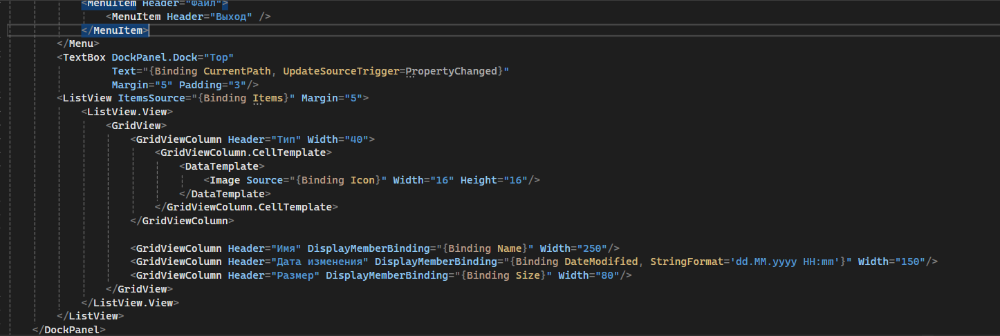 <MenuItem Header="Файл">
<MenuItem Header="Выход" />
</MenuItem>
</Menu>
<TextBox DockPanel.Dock="Top"
Text="{Binding CurrentPath, UpdateSourceTrigger=PropertyChanged}"
Margin="5" Padding="3"/>
<ListView ItemsSource="{Binding Items}" Margin="5">
<ListView.View>
<GridView>
<GridViewColumn Header="Тип" Width="40">
<GridViewColumn.CellTemplate>
<DataTemplate>
<Image Source="{Binding Icon}" Width="16" Height="16"/>
</DataTemplate>
</GridViewColumn.CellTemplate>
</GridViewColumn>
<GridViewColumn Header="Имя" DisplayMemberBinding="{Binding Name}" Width="250"/>
<GridViewColumn Header="Дата изменения" DisplayMemberBinding="{Binding DateModified, StringFormat='dd.MM.yyyy HH:mm'}" Width="150"/>
<GridViewColumn Header="Размер" DisplayMemberBinding="{Binding Size}" Width="80"/>
</GridView>
</ListView.View>
</ListView>
</DockPanel>